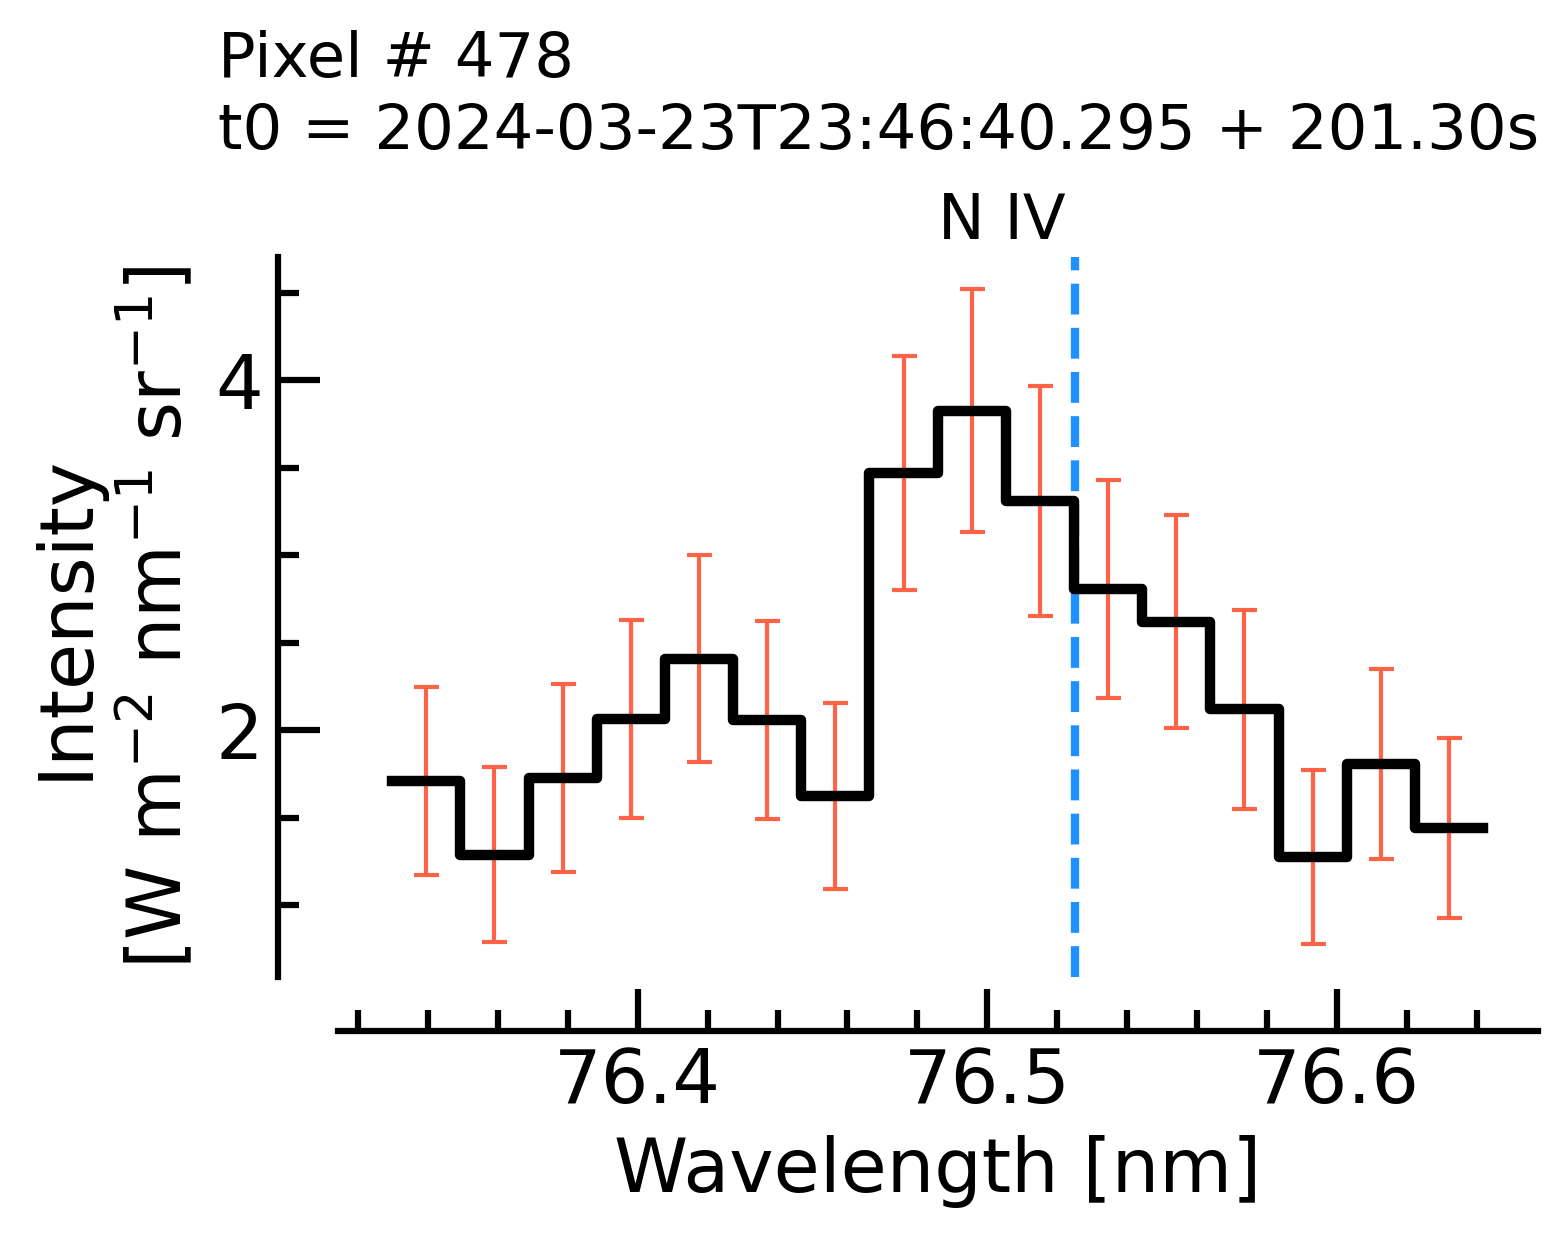 Pixel # 478
t0 = 2024-03-23T23:46:40.295 + 201.30s
N IV
Intensity
[W m⁻² nm⁻¹ sr⁻¹]
4
2
76.4 76.5 76.6
Wavelength [nm]